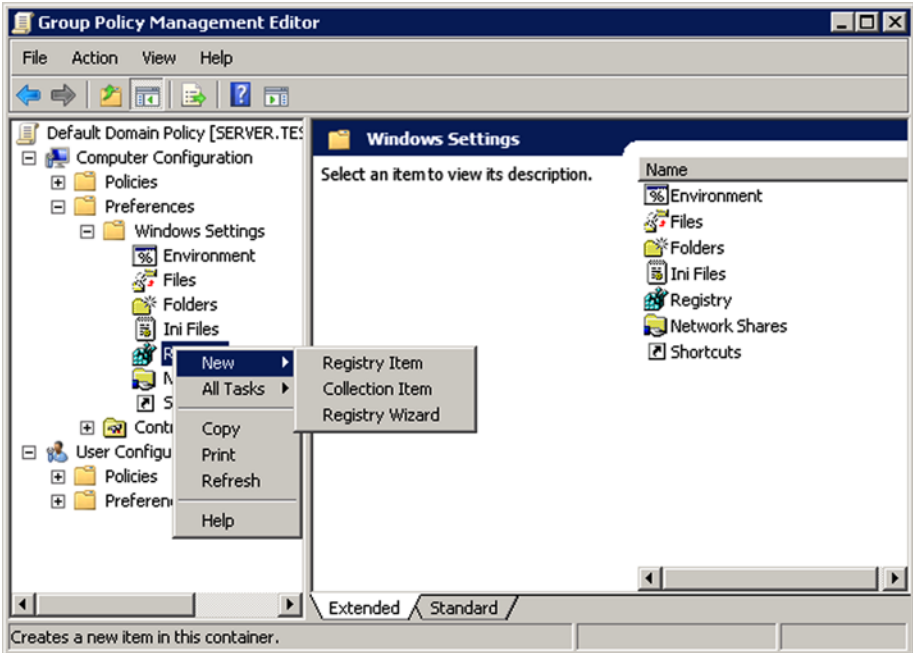 Group Policy Management Editor
File Action View Help
Default Domain Policy [SERVER.TES
Computer Configuration
Policies
Preferences
Windows Settings
Environment
Files
Folders
Ini Files
R
N
S
Cont
User Configu
Policies
Preferen
New
All Tasks
Copy
Print
Refresh
Help
Registry Item
Collection Item
Registry Wizard
Windows Settings
Select an item to view its description.
Name
Environment
Files
Folders
Ini Files
Registry
Network Shares
Shortcuts
Extended Standard
Creates a new item in this container.